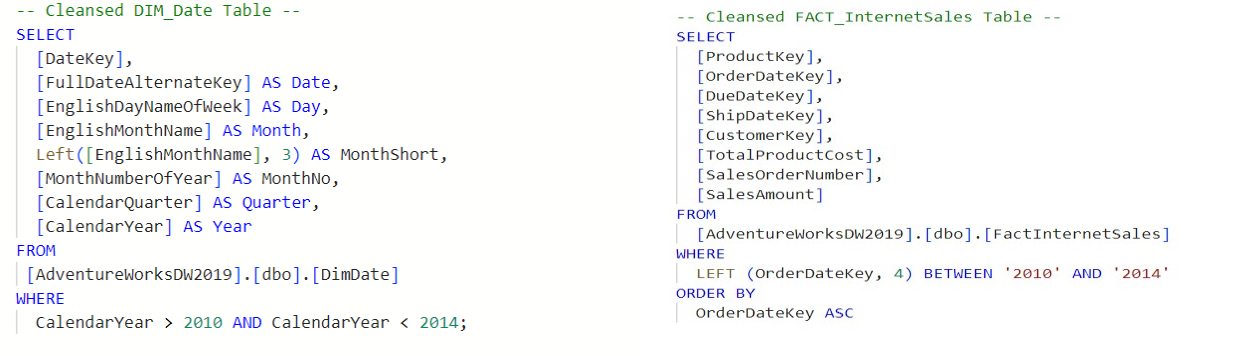 -- Cleansed DIM_Date Table --
SELECT
[DateKey],
[FullDateAlternateKey] AS Date,
[EnglishDayNameOfWeek] AS Day,
[EnglishMonthName] AS Month,
Left([EnglishMonthName], 3) AS MonthShort,
[MonthNumberOfYear] AS MonthNo,
[CalendarQuarter] AS Quarter,
[CalendarYear] AS Year
FROM
[AdventureWorksDW2019].[dbo].[DimDate]
WHERE
CalendarYear > 2010 AND CalendarYear < 2014;
-- Cleansed FACT_InternetSales Table --
SELECT
[ProductKey],
[OrderDateKey],
[DueDateKey],
[ShipDateKey],
[CustomerKey],
[TotalProductCost],
[SalesOrderNumber],
[SalesAmount]
FROM
[AdventureWorksDW2019].[dbo].[FactInternetSales]
WHERE
LEFT (OrderDateKey, 4) BETWEEN '2010' AND '2014'
ORDER BY
OrderDateKey ASC